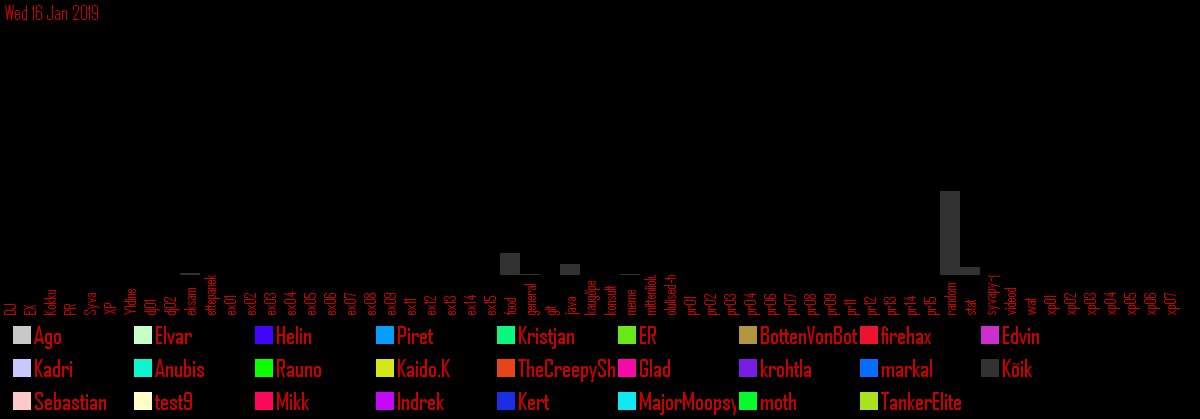 Wed 16 Jan 2019
DJ EX Kokku PR Syva XP Yldine dj01 dj02 eksam ettepanek ex01 ex02 ex03 ex04 ex05 ex06 ex07 ex08 ex09 ex11 ex12 ex13 ex14 ex15 food general git java kaugõpe konsult meme mitteriloil. olulised-h pr01 pr02 pr03 pr04 pr06 pr07 pr08 pr09 pr11 pr12 pr13 pr14 pr15 random stat syvapy-r videod wat xp01 xp02 xp03 xp04 xp05 xp06 xp07
Ago Elvar Helin Piret Kristjan ER BottenVonBot firehax Edvin
Kadri Anubis Rauno Kaido.K TheCreepySh Glad krohtla markal Kõik
Sebastian test9 Mikk Indrek Kert MajorMoopsy moth TankerElite